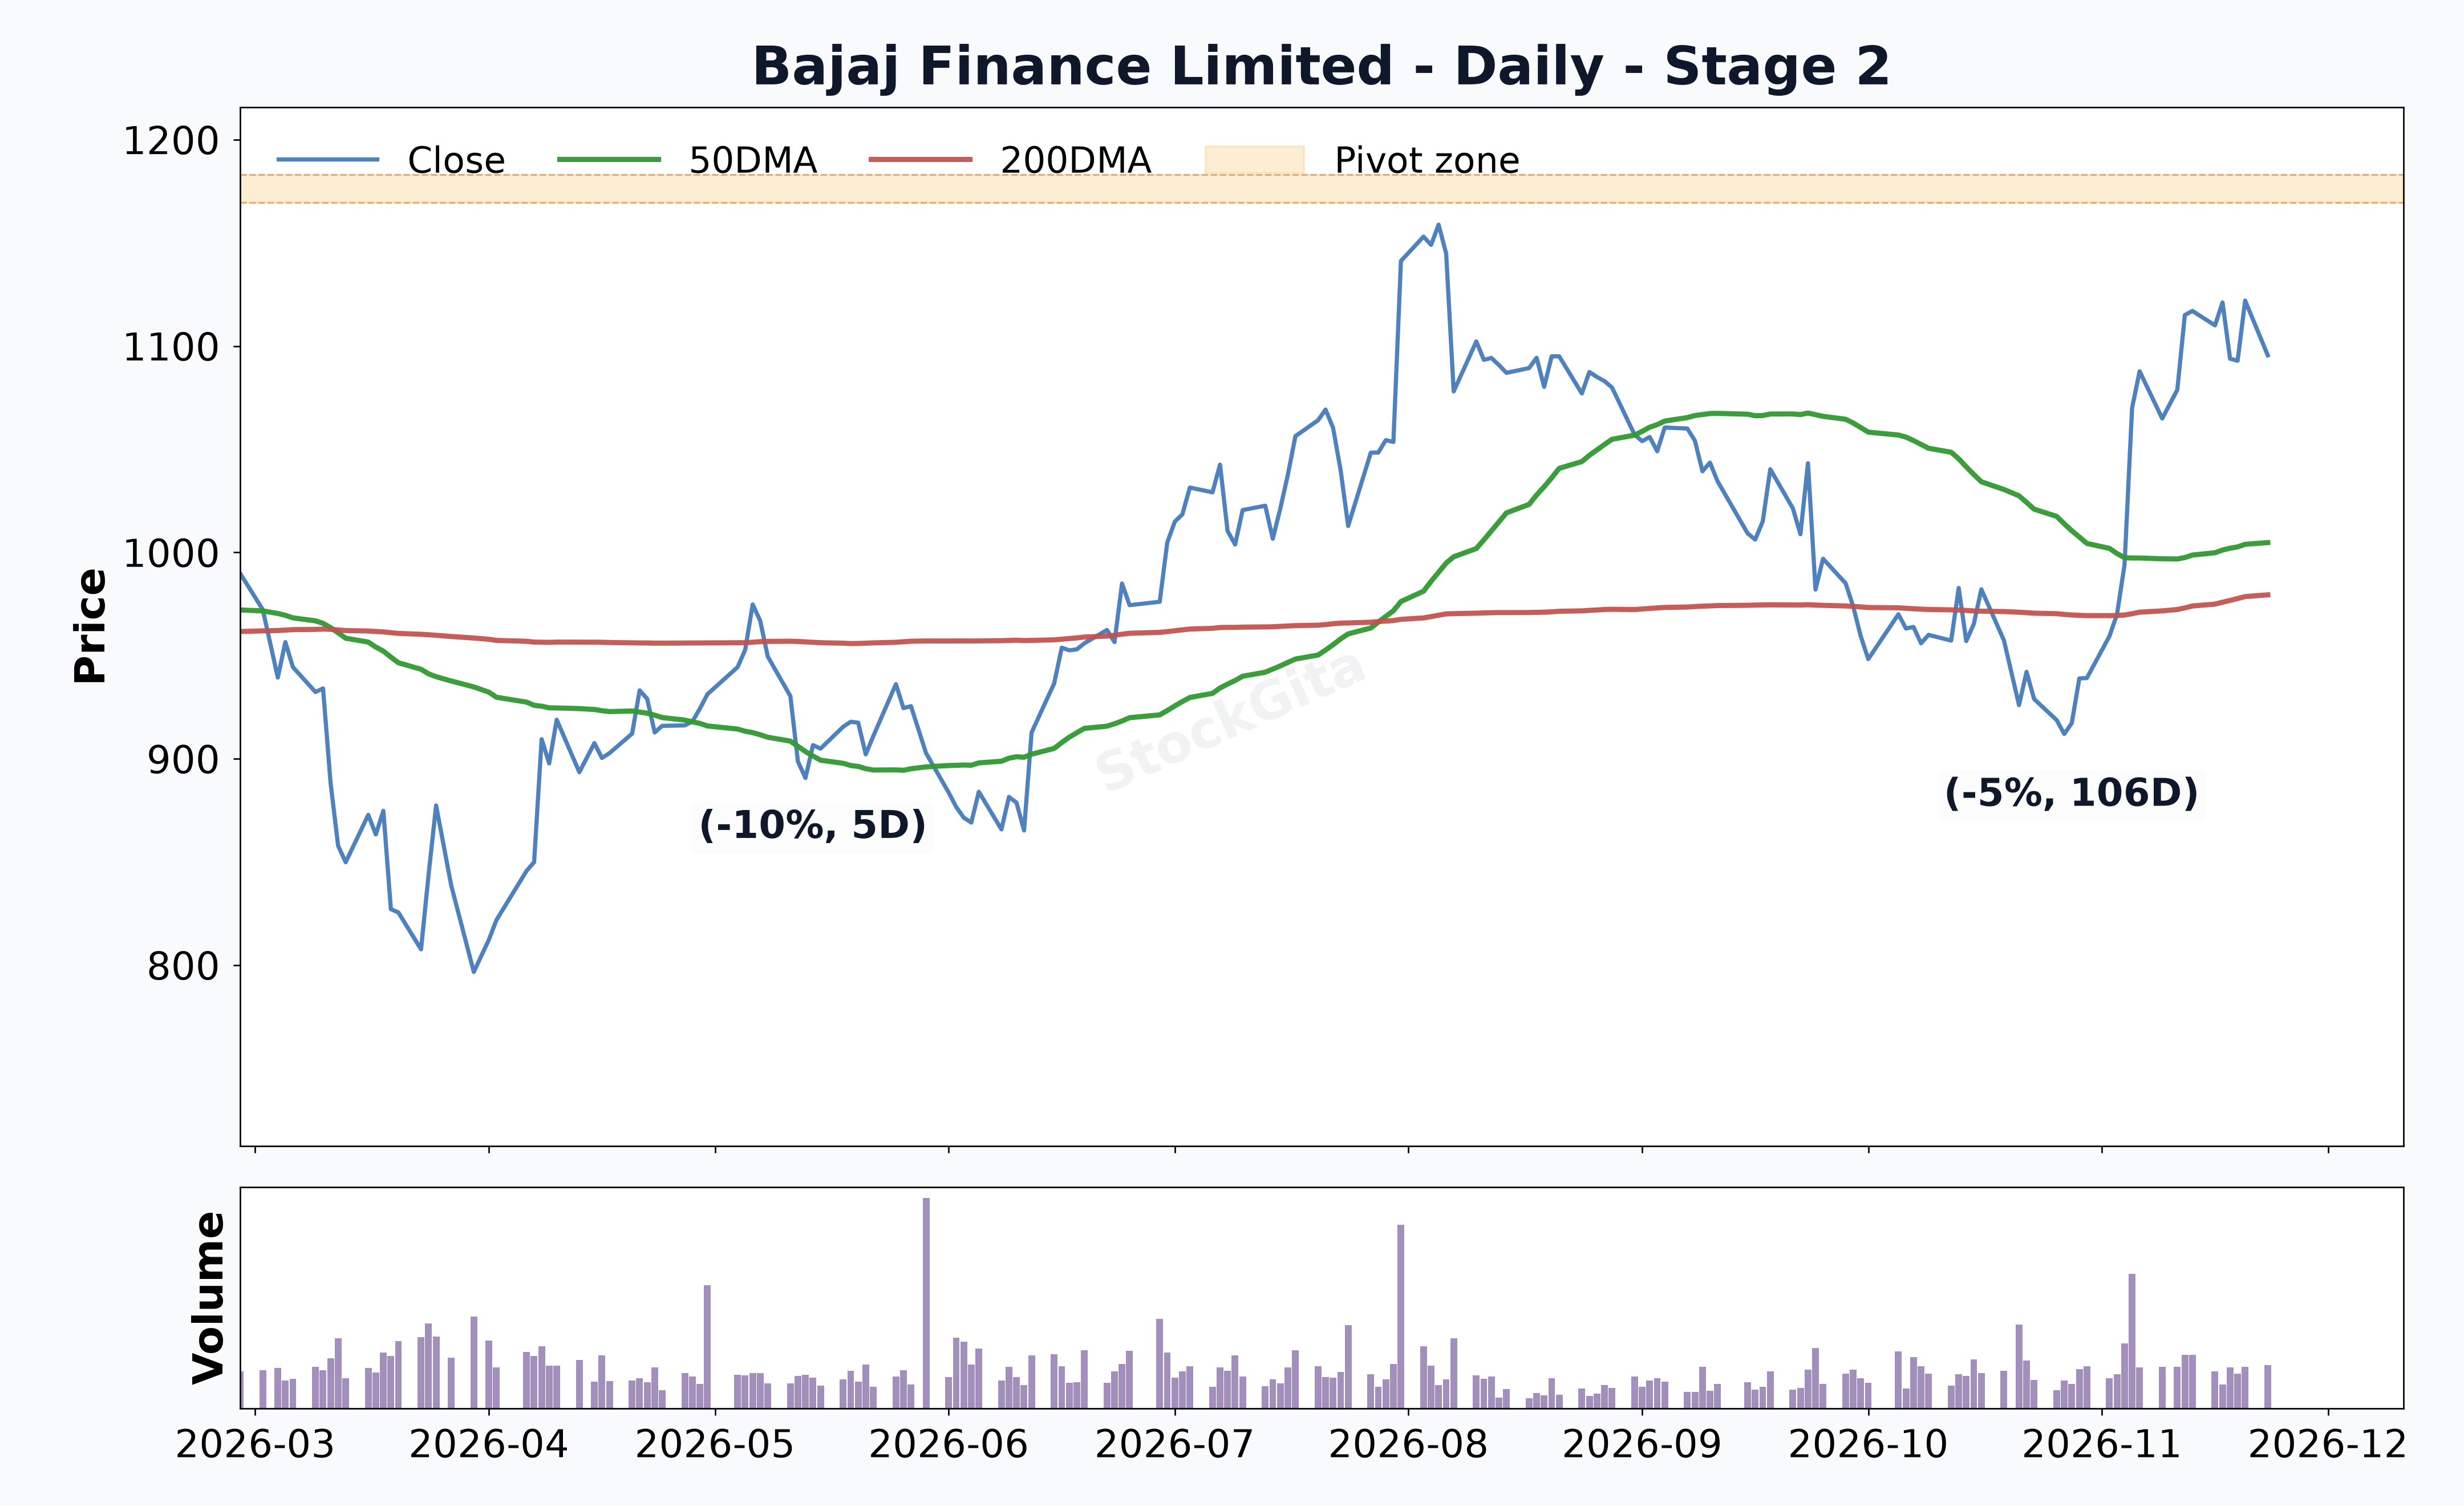 Bajaj Finance Limited - Daily - Stage 2
Close 50DMA 200DMA Pivot zone
1200
1100
1000
900
800
Price
StockGita
(-10%, 5D)
(-5%, 106D)
Volume
2026-03 2026-04 2026-05 2026-06 2026-07 2026-08 2026-09 2026-10 2026-11 2026-12